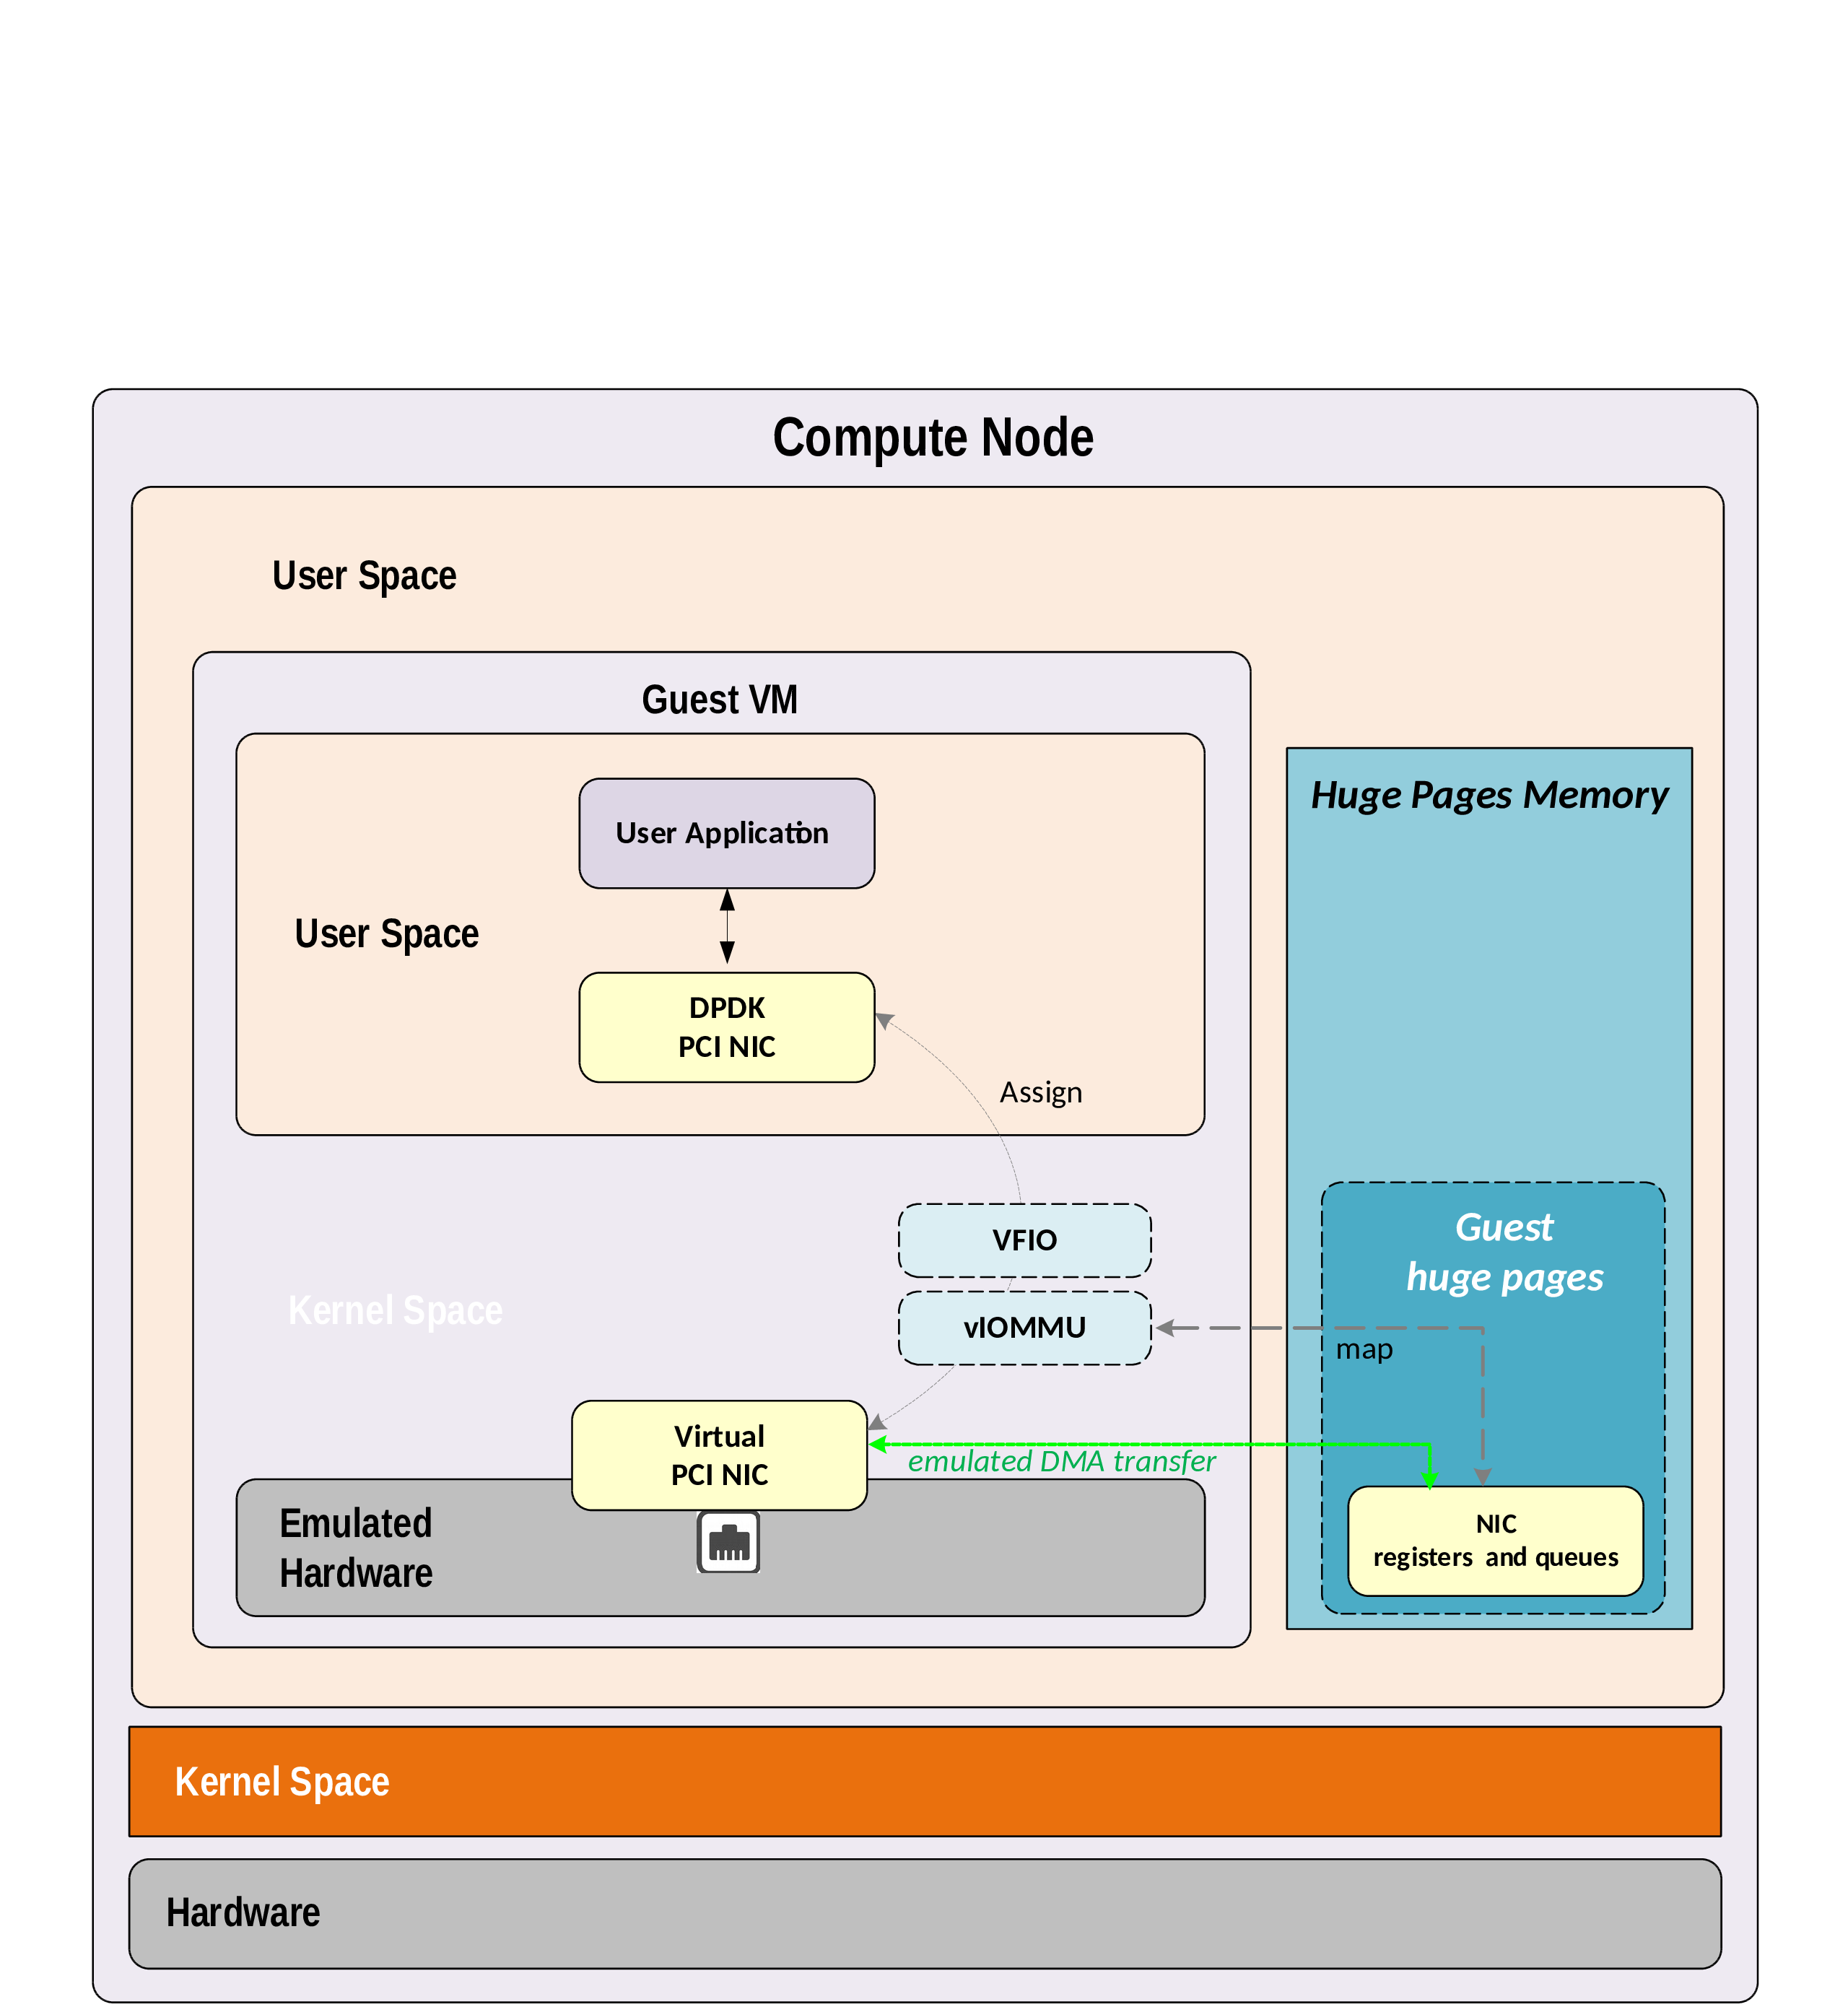 Compute Node
User Space
Guest VM
Huge Pages Memory
User Application
User Space
DPDK
PCI NIC
Assign
Guest
huge pages
VFIO
Kernel Space
vIOMMU
map
Virtual
PCI NIC
emulated DMA transfer
Emulated
Hardware
NIC
registers and queues
Kernel Space
Hardware